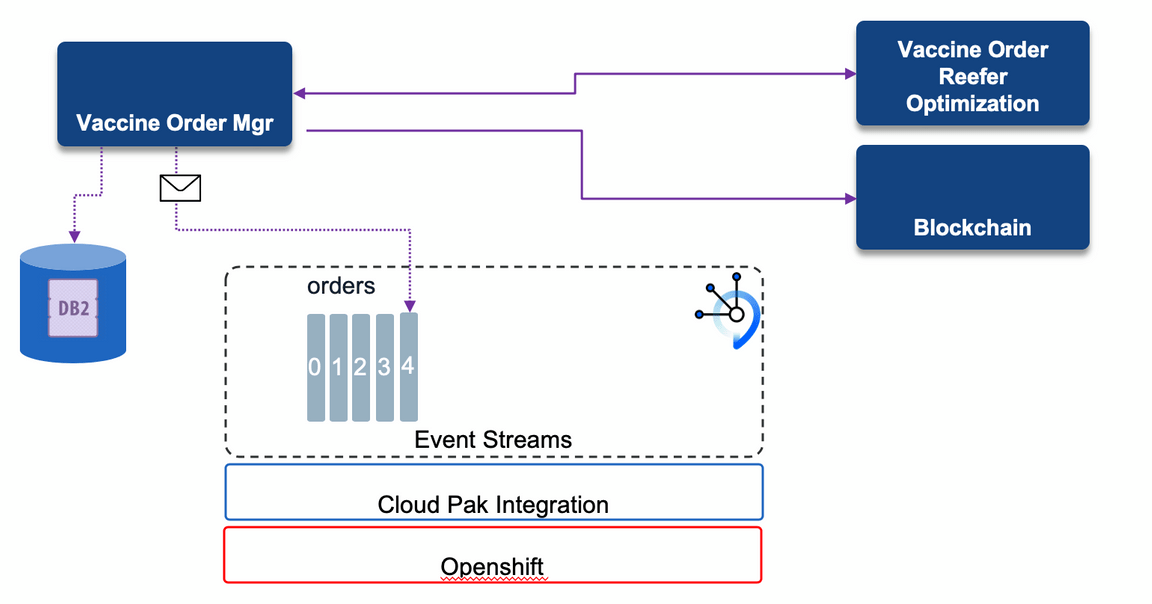 Vaccine Order Mgr
Vaccine Order
Reefer
Optimization
Blockchain
DB2
orders
0 1 2 3 4
Event Streams
Cloud Pak Integration
Openshift